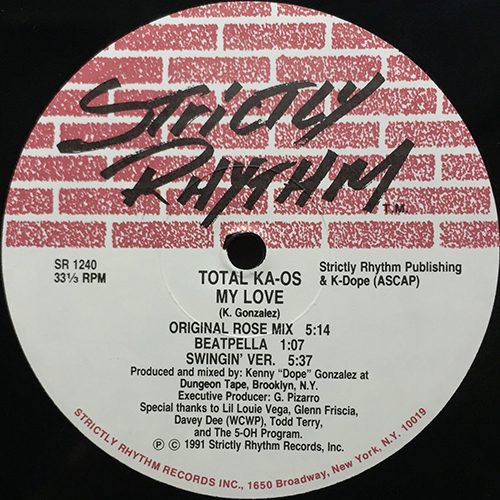 STRICTLY
RHYTHM
T.M.
SR 1240
33⅓ RPM
Strictly Rhythm Publishing
& K-Dope (ASCAP)
TOTAL KA-OS
MY LOVE
(K. Gonzalez)
ORIGINAL ROSE MIX 5:14
BEATPELLA 1:07
SWINGIN' VER. 5:37
Produced and mixed by: Kenny "Dope" Gonzalez at
Dungeon Tape, Brooklyn, N.Y.
Executive Producer: G. Pizarro
Special thanks to Lil Louie Vega, Glenn Friscia,
Davey Dee (WCWP), Todd Terry,
and The 5-OH Program.
Ⓟ © 1991 Strictly Rhythm Records, Inc.
STRICTLY RHYTHM RECORDS INC., 1650 Broadway, New York, N.Y. 10019